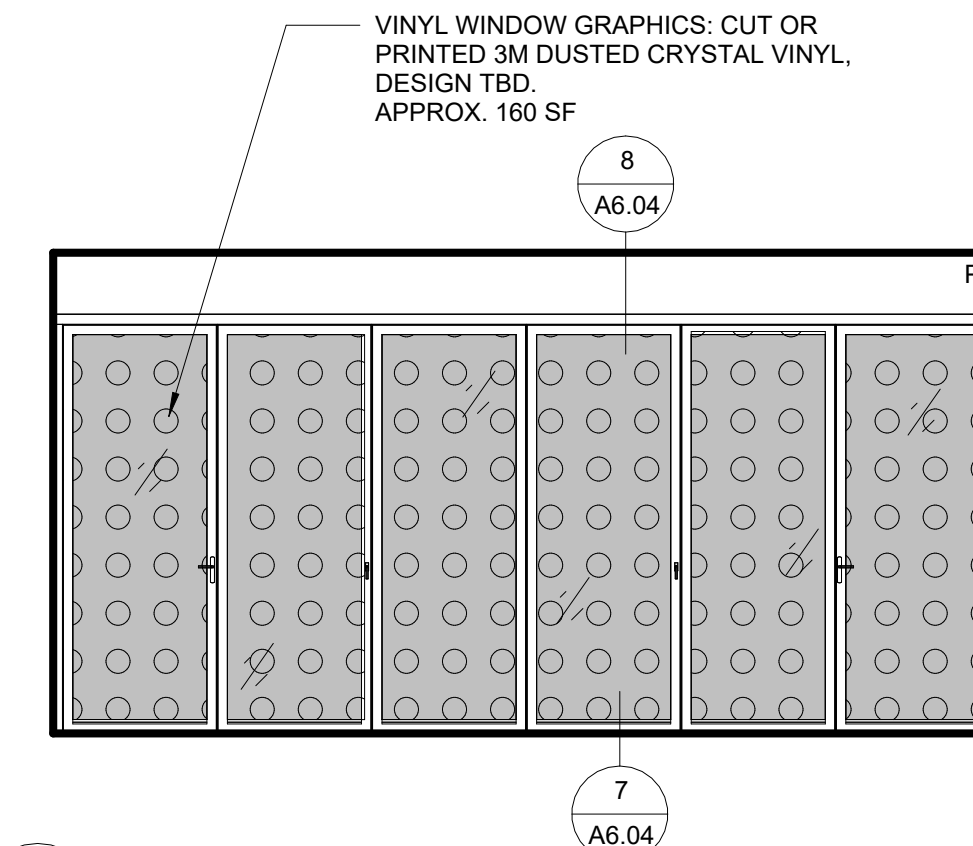 VINYL WINDOW GRAPHICS: CUT OR
PRINTED 3M DUSTED CRYSTAL VINYL,
DESIGN TBD.
APPROX. 160 SF
8
A6.04
7
A6.04